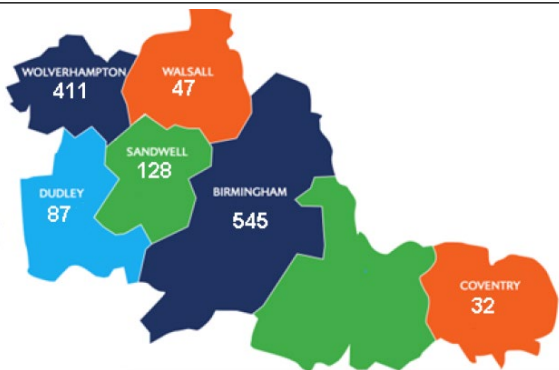 WOLVERHAMPTON
411
WALSALL
47
SANDWELL
128
DUDLEY
87
BIRMINGHAM
545
COVENTRY
32